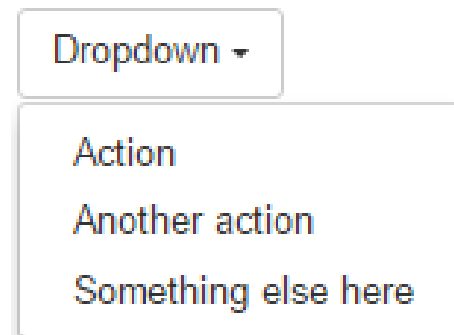 Dropdown
Action
Another action
Something else here